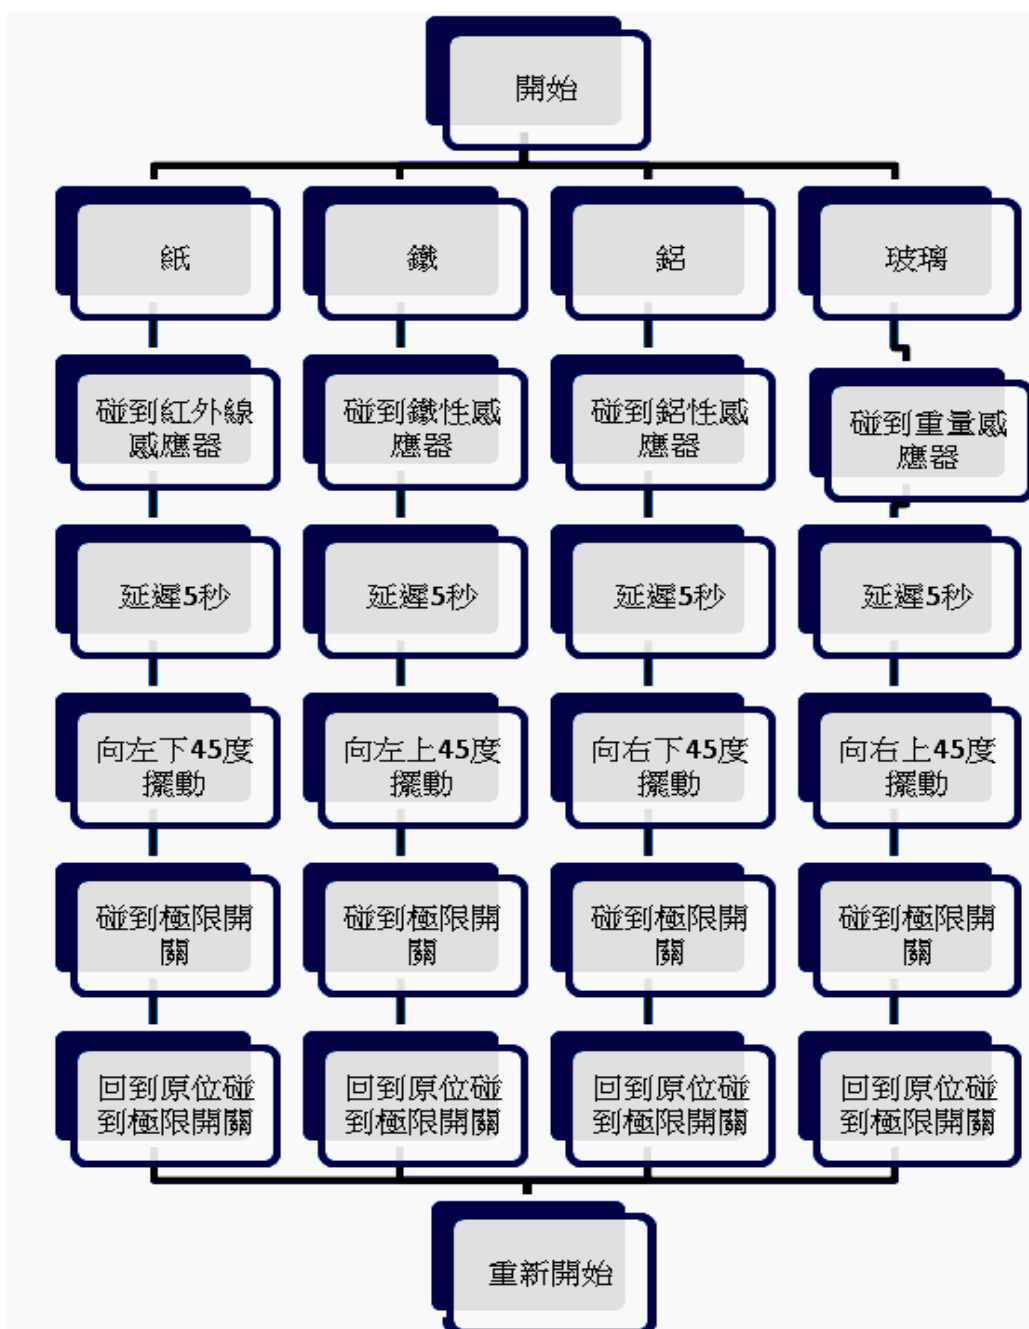 開始
紙
鐵
鋁
玻璃
碰到紅外線
感應器
碰到鐵性感
應器
碰到鋁性感
應器
碰到重量感
應器
延遲5秒
延遲5秒
延遲5秒
延遲5秒
向左下45度
擺動
向左上45度
擺動
向右下45度
擺動
向右上45度
擺動
碰到極限開
關
碰到極限開
關
碰到極限開
關
碰到極限開
關
回到原位碰
到極限開關
回到原位碰
到極限開關
回到原位碰
到極限開關
回到原位碰
到極限開關
重新開始